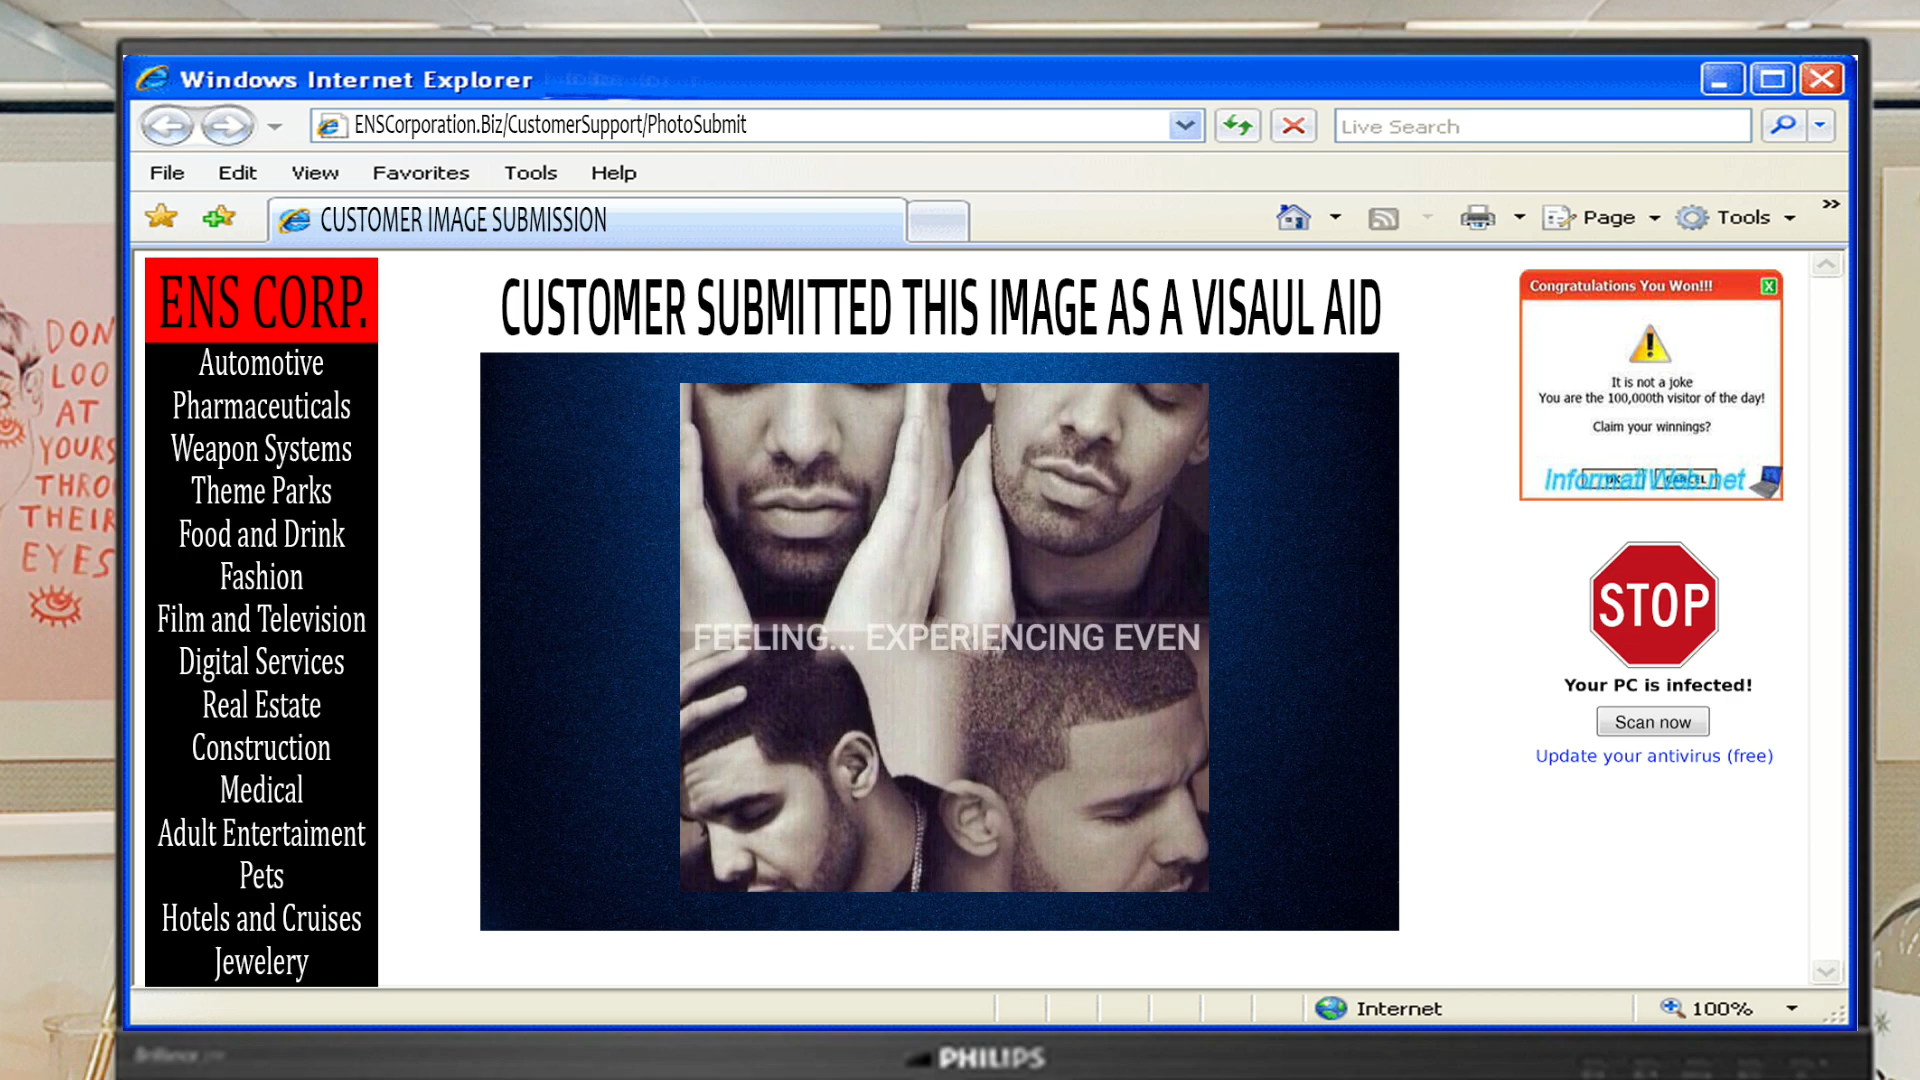 Windows Internet Explorer
ENSCorporation.Biz/CustomerSupport/PhotoSubmit
Live Search
File Edit View Favorites Tools Help
CUSTOMER IMAGE SUBMISSION
Page Tools
ENS CORP.
Automotive
Pharmaceuticals
Weapon Systems
Theme Parks
Food and Drink
Fashion
Film and Television
Digital Services
Real Estate
Construction
Medical
Adult Entertaiment
Pets
Hotels and Cruises
Jewelery
CUSTOMER SUBMITTED THIS IMAGE AS A VISAUL AID
FEELING... EXPERIENCING EVEN
Congratulations You Won!!!
It is not a joke
You are the 100,000th visitor of the day!
Claim your winnings?
InformatiWeb.net
STOP
Your PC is infected!
Scan now
Update your antivirus (free)
Internet
100%
DON
LOO
AT
YOURS
THRO
THEIR
EYES
PHILIPS